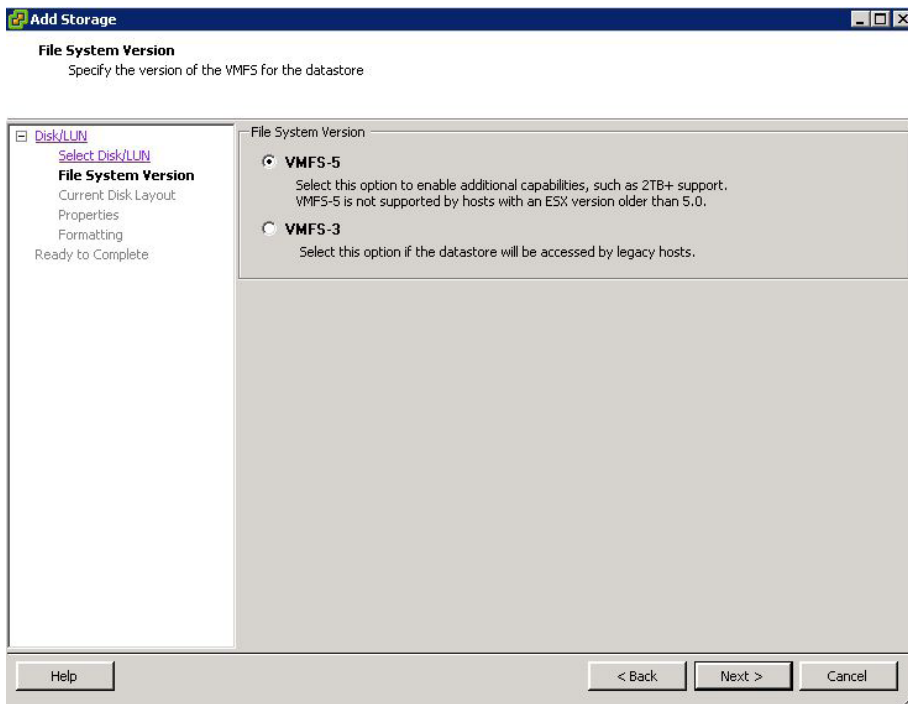 Add Storage
File System Version
Specify the version of the VMFS for the datastore
Disk/LUN
Select Disk/LUN
File System Version
Current Disk Layout
Properties
Formatting
Ready to Complete
File System Version
VMFS-5
Select this option to enable additional capabilities, such as 2TB+ support.
VMFS-5 is not supported by hosts with an ESX version older than 5.0.
VMFS-3
Select this option if the datastore will be accessed by legacy hosts.
Help
< Back
Next >
Cancel